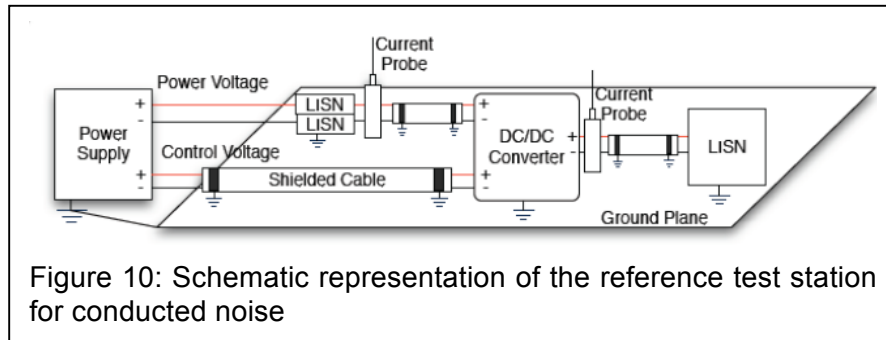 Current
Probe
Power Voltage
LISN
LISN
+
-
Power
Supply
Control Voltage
+
-
Shielded Cable
+
-
DC/DC
Converter
+
-
+
-
Current
Probe
LISN
Ground Plane
Figure 10: Schematic representation of the reference test station
for conducted noise